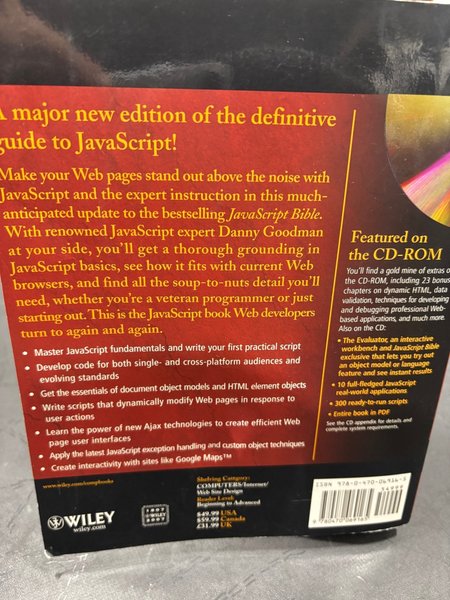 A major new edition of the definitive
guide to JavaScript!
Make your Web pages stand out above the noise with
JavaScript and the expert instruction in this much-
anticipated update to the bestselling JavaScript Bible.
With renowned JavaScript expert Danny Goodman
at your side, you'll get a thorough grounding in
JavaScript basics, see how it fits with current Web
browsers, and find all the soup-to-nuts detail you'll
need, whether you're a veteran programmer or just
starting out. This is the JavaScript book Web developers
turn to again and again.
• Master JavaScript fundamentals and write your first practical script
• Develop code for both single- and cross-platform audiences and
evolving standards
• Get the essentials of document object models and HTML element objects
• Write scripts that dynamically modify Web pages in response to
user actions
• Learn the power of new Ajax technologies to create efficient Web
page user interfaces
• Apply the latest JavaScript exception handling and custom object techniques
• Create interactivity with sites like Google Maps™
Featured on
the CD-ROM
You'll find a gold mine of extras o
the CD-ROM, including 23 bonus
chapters on dynamic HTML, data
validation, techniques for developing
and debugging professional Web-
based applications, and much more.
Also on the CD:
• The Evaluator, an interactive
workbench and JavaScript Bible
exclusive that lets you try out
an object model or language
feature and see instant results
• 10 full-fledged JavaScript
real-world applications
• 300 ready-to-run scripts
• Entire book in PDF
See the CD appendix for details and
complete system requirements.
www.wiley.com/compbooks
WILEY
wiley.com
1807
WILEY
2007
Shelving Category:
COMPUTERS/Internet/
Web Site Design
Reader Level:
Beginning to Advanced
$49.99 USA
$59.99 Canada
£31.99 UK
ISBN 978-0-470-06916-5
54999
9 780470 069165